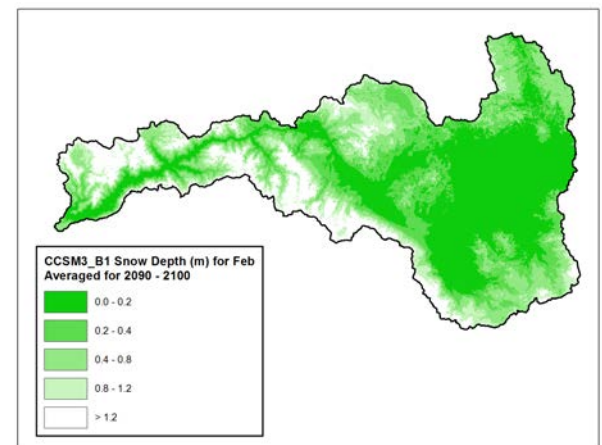 CCSM3_B1 Snow Depth (m) for Feb
Averaged for 2090 - 2100
0.0 - 0.2
0.2 - 0.4
0.4 - 0.8
0.8 - 1.2
> 1.2